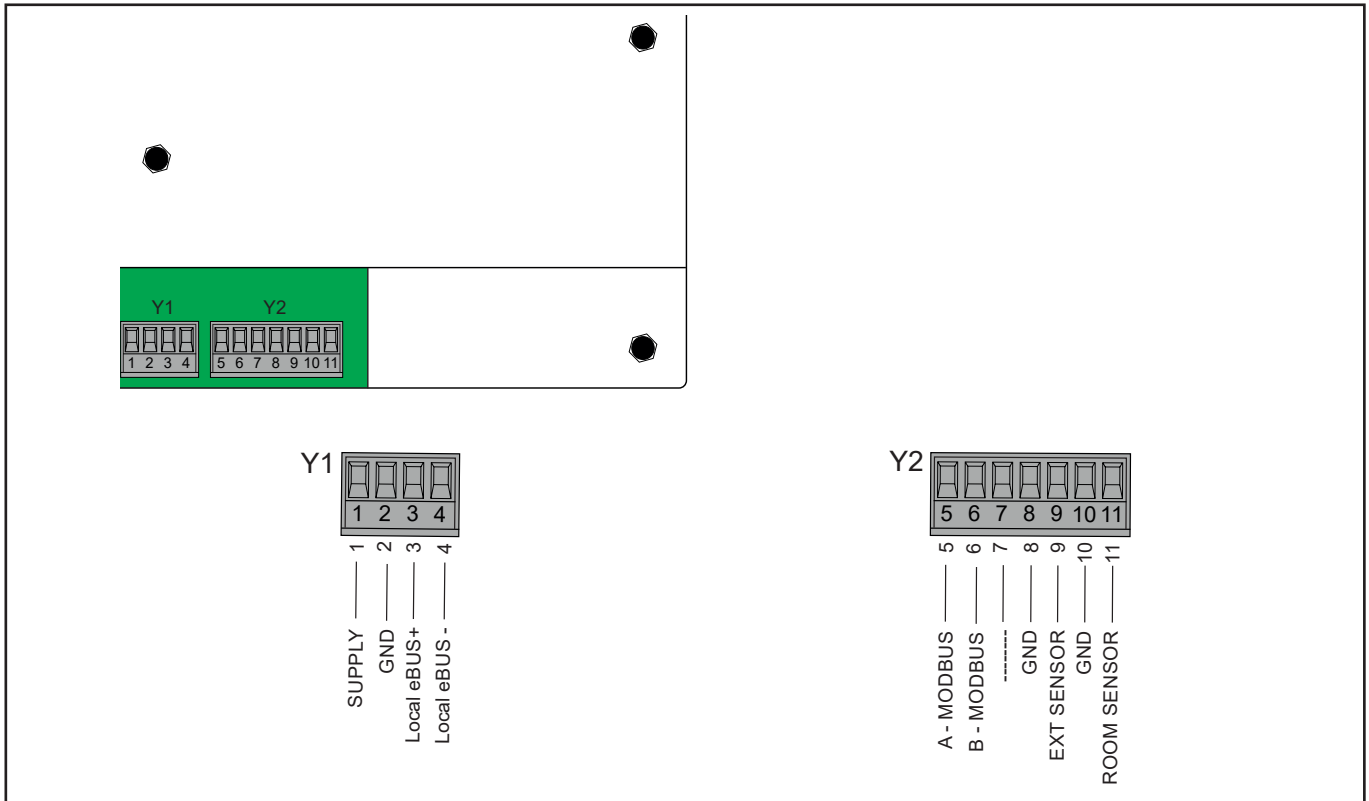 Y1 Y2
1 2 3 4 5 6 7 8 9 10 11
Y1
1 2 3 4
1 SUPPLY
2 GND
3 Local eBUS+
4 Local eBUS -
Y2
5 6 7 8 9 10 11
5 A - MODBUS
6 B - MODBUS
7 ---------
8 GND
9 EXT SENSOR
10 GND
11 ROOM SENSOR